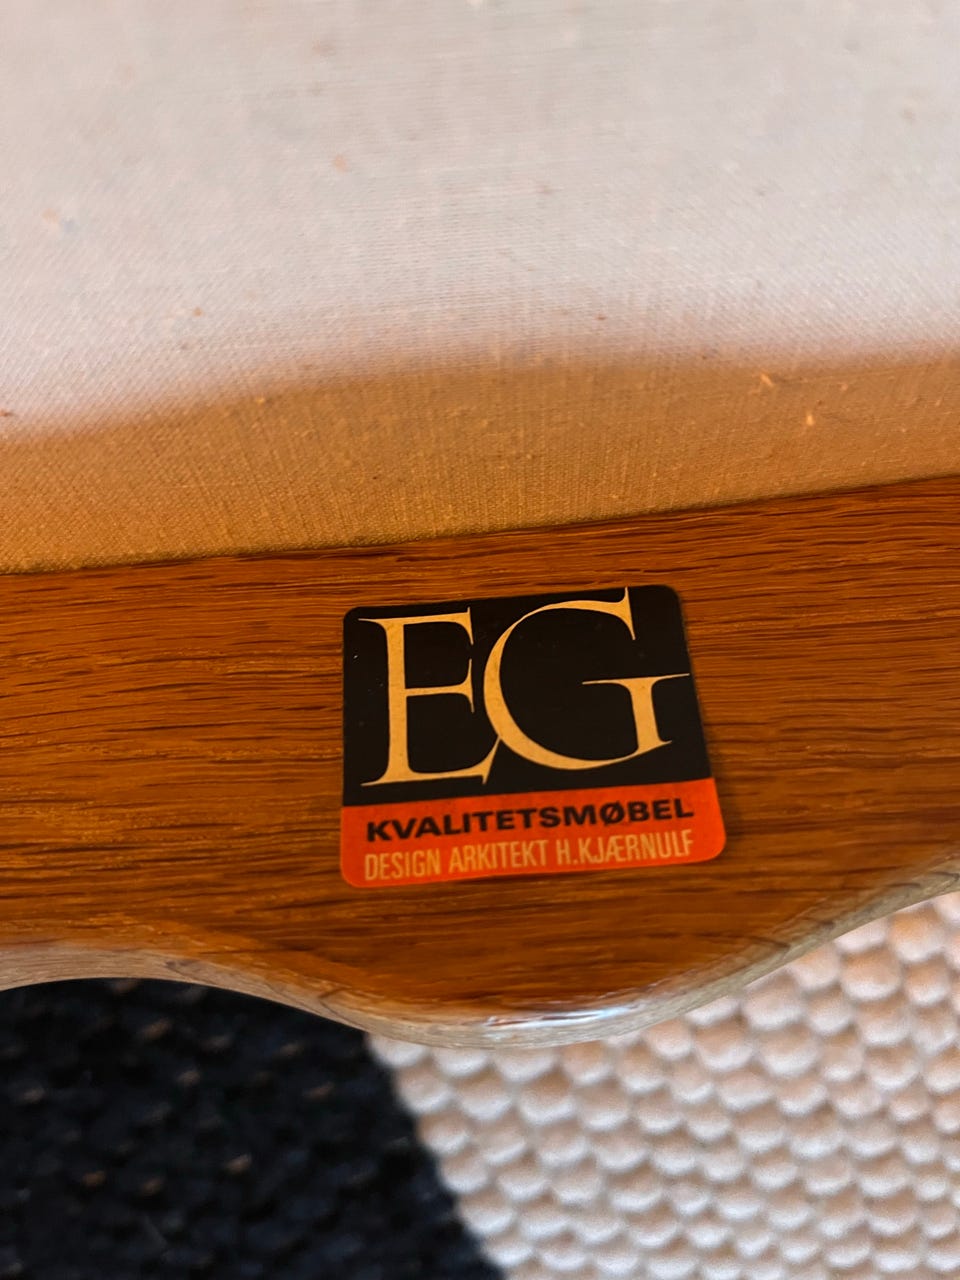 EG
KVALITETSMØBEL
DESIGN ARKITEKT H.KJÆRNULF